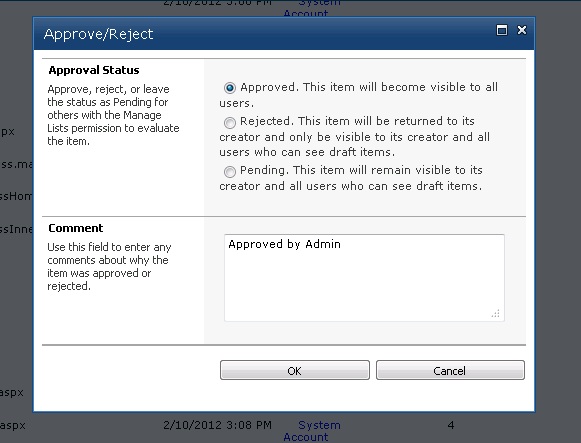 2/10/2012 3:08 PM System
Account
Approve/Reject
Approval Status
Approve, reject, or leave
the status as Pending for
others with the Manage
Lists permission to evaluate
the item.
Approved. This item will become visible to all
users.
Rejected. This item will be returned to its
creator and only be visible to its creator and all
users who can see draft items.
Pending. This item will remain visible to its
creator and all users who can see draft items.
px
ss.ma
ssHom
ssInne
Comment
Use this field to enter any
comments about why the
item was approved or
rejected.
Approved by Admin
OK
Cancel
aspx
aspx 2/10/2012 3:08 PM System 4
Account